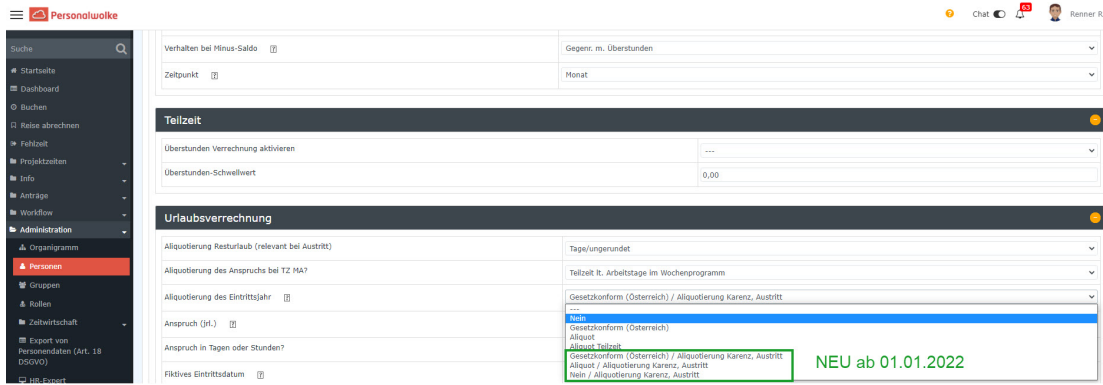 Personalwolke
Chat
63
Renner R
Suche
Startseite
Dashboard
Buchen
Reise abrechnen
Fehlzeit
Projektzeiten
Info
Anträge
Workflow
Administration
Organigramm
Personen
Gruppen
Rollen
Zeitwirtschaft
Export von
Personendaten (Art. 18
DSGVO)
HR-Expert
Verhalten bei Minus-Saldo
Gegenr. m. Überstunden
Zeitpunkt
Monat
Teilzeit
Überstunden Verrechnung aktivieren
---
Überstunden-Schwellwert
0,00
Urlaubsverrechnung
Aliquotierung Resturlaub (relevant bei Austritt)
Tage/ungerundet
Aliquotierung des Anspruchs bei TZ MA?
Teilzeit lt. Arbeitstage im Wochenprogramm
Aliquotierung des Eintrittsjahr
Gesetzkonform (Österreich) / Aliquotierung Karenz, Austritt
---
Nein
Gesetzkonform (Österreich)
Aliquot
Aliquot Teilzeit
Gesetzkonform (Österreich) / Aliquotierung Karenz, Austritt
Aliquot / Aliquotierung Karenz, Austritt
Nein / Aliquotierung Karenz, Austritt
NEU ab 01.01.2022
Anspruch (jrl.)
Anspruch in Tagen oder Stunden?
Fiktives Eintrittsdatum